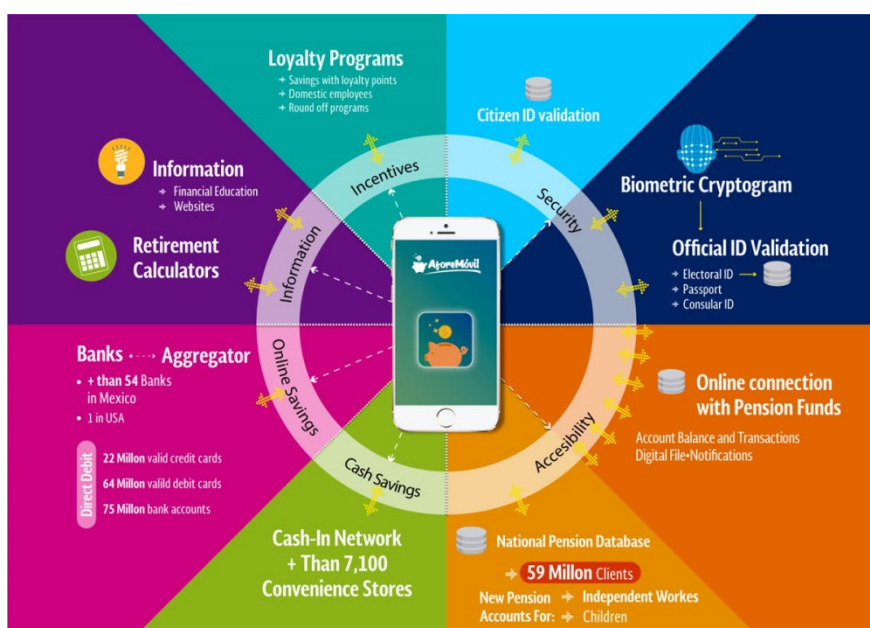 Loyalty Programs
Savings with loyalty points
Domestic employees
Round off programs
Citizen ID validation
Biometric Cryptogram
Official ID Validation
Electoral ID
Passport
Consular ID
Information
Financial Education
Websites
Retirement
Calculators
Incentives
Security
Information
AforeMóvil
Online Savings
Accesibility
Cash Savings
Banks
Aggregator
• + than 54 Banks
in Mexico
• 1 in USA
Direct Debit
22 Millon valid credit cards
64 Millon valild debit cards
75 Millon bank accounts
Online connection
with Pension Funds
Account Balance and Transactions
Digital File•Notifications
Cash-In Network
+ Than 7,100
Convenience Stores
National Pension Database
59 Millon Clients
New Pension
Accounts For:
Independent Workes
Children